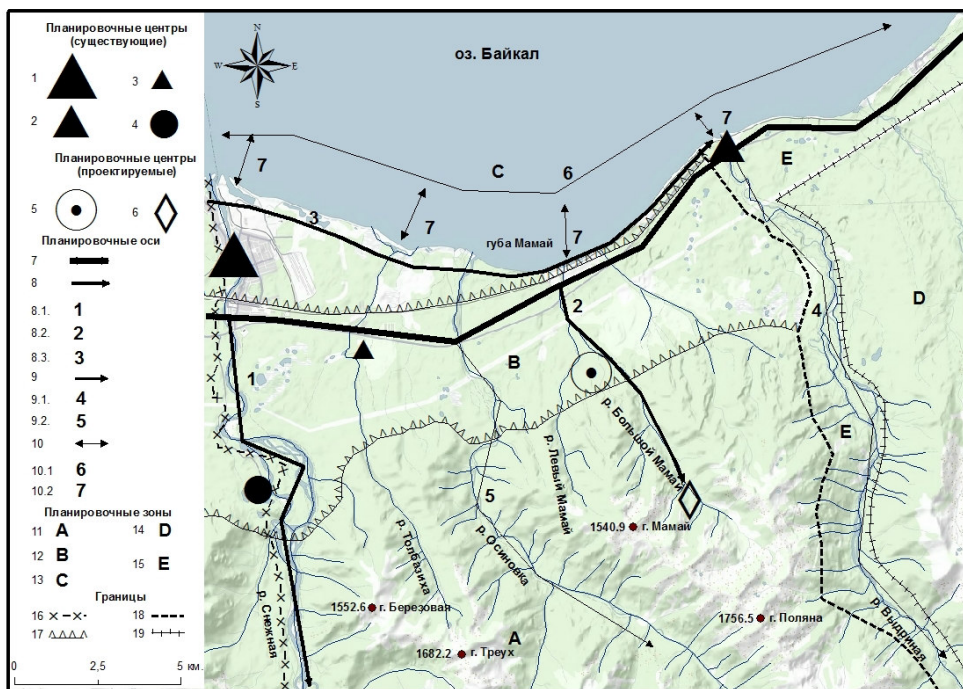 Планировочные центры
(существующие)
1
3
2
4
Планировочные центры
(проектируемые)
5
6
Планировочные оси
7
8
8.1. 1
8.2. 2
8.3. 3
9
9.1. 4
9.2. 5
10
10.1 6
10.2 7
Планировочные зоны
11 A 14 D
12 B 15 E
13 C
Границы
16 18
17 19
0 2,5 5 км.
N
W E
S
оз. Байкал
7
C 6
7
E
7
3
7
губа Мамай
D
2
4
B
1
р. Большой Мамай
E
5
р. Левый Мамай
1540.9 г. Мамай
р. Толбазиха
р. Осиновка
р. Снежная
1552.6 г. Березовая
1756.5 г. Поляна
р. Выдриная
A
1682.2 г. Треух